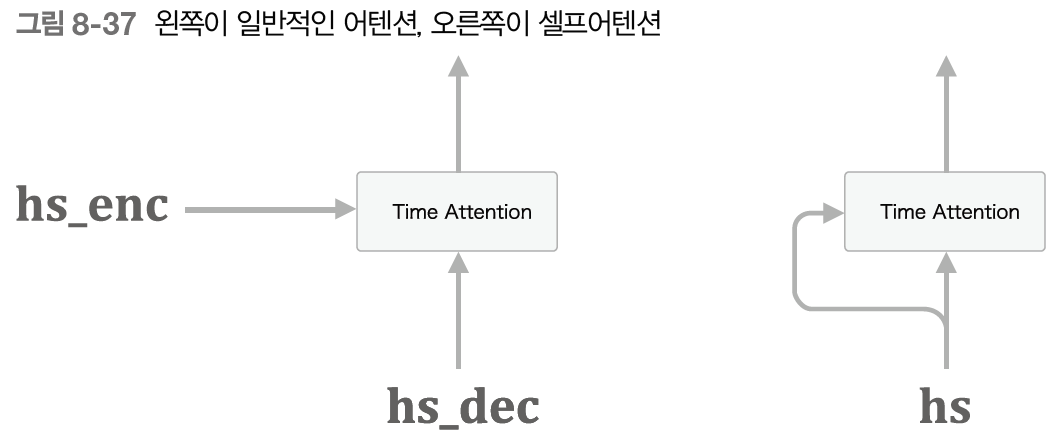 그림 8-37 왼쪽이 일반적인 어텐션, 오른쪽이 셀프어텐션
hs_enc
Time Attention
hs_dec
Time Attention
hs